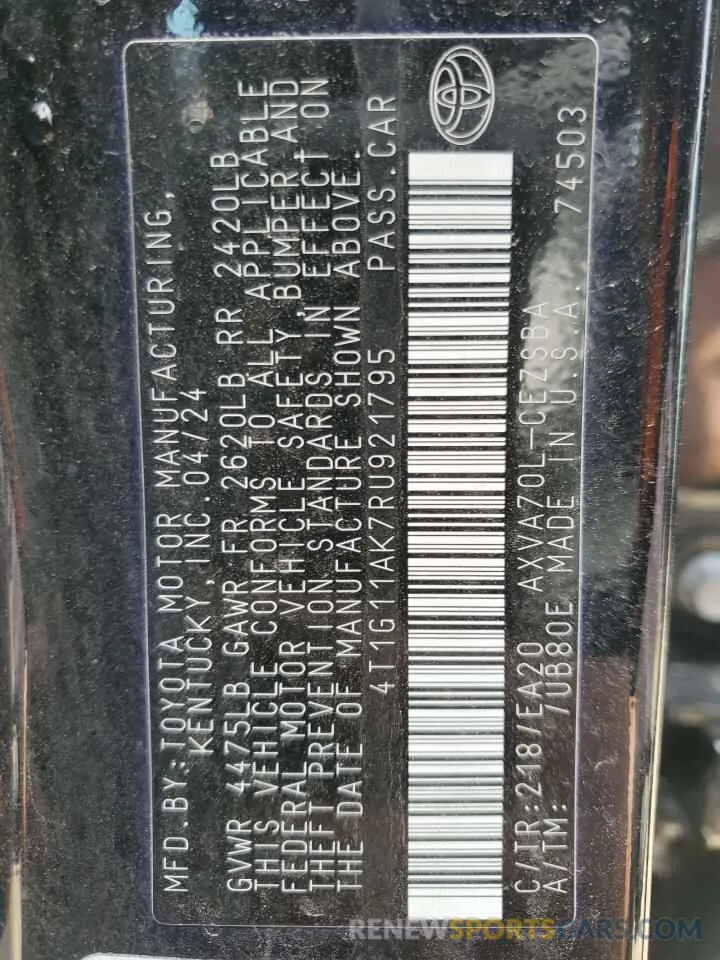 MFD.BY:TOYOTA MOTOR MANUFACTURING,
KENTUCKY,INC.04/24
GVWR 4475LB GAWR FR 2620LB RR 2420LB
THIS VEHICLE CONFORMS TO ALL APPLICABLE
FEDERAL MOTOR VEHICLE SAFETY,BUMPER AND
THEFT PREVENTION STANDARDS IN EFFECT ON
THE DATE OF MANUFACTURE SHOWN ABOVE.
4T1G11AK7RU921795 PASS.CAR
C/TR:218/EA20 AXVA70L-CEZSBA
A/TM: /UB80E MADE IN U.S.A. 74503
RENEWSPORTSCARS.COM